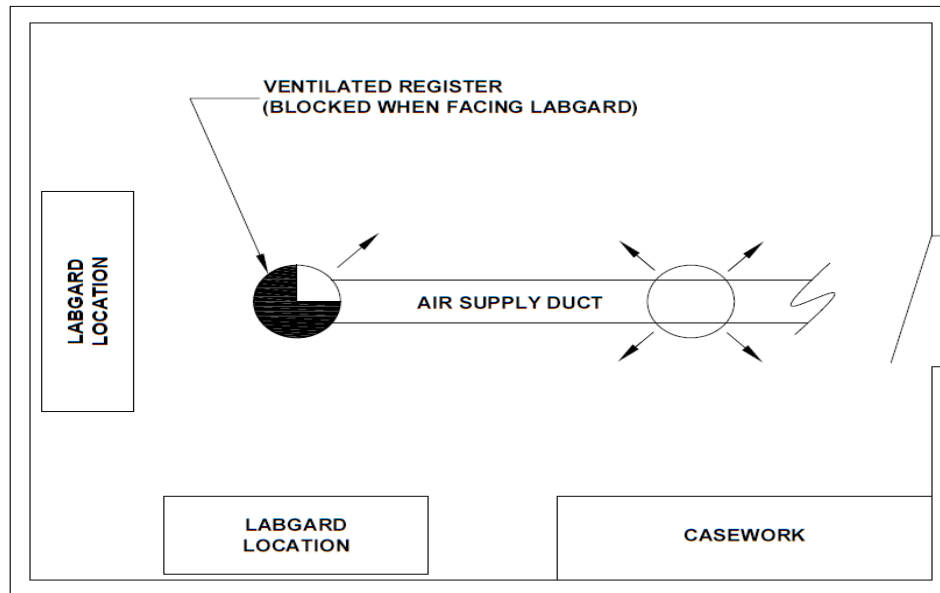 VENTILATED REGISTER
(BLOCKED WHEN FACING LABGARD)
LABGARD
LOCATION
AIR SUPPLY DUCT
LABGARD
LOCATION
CASEWORK